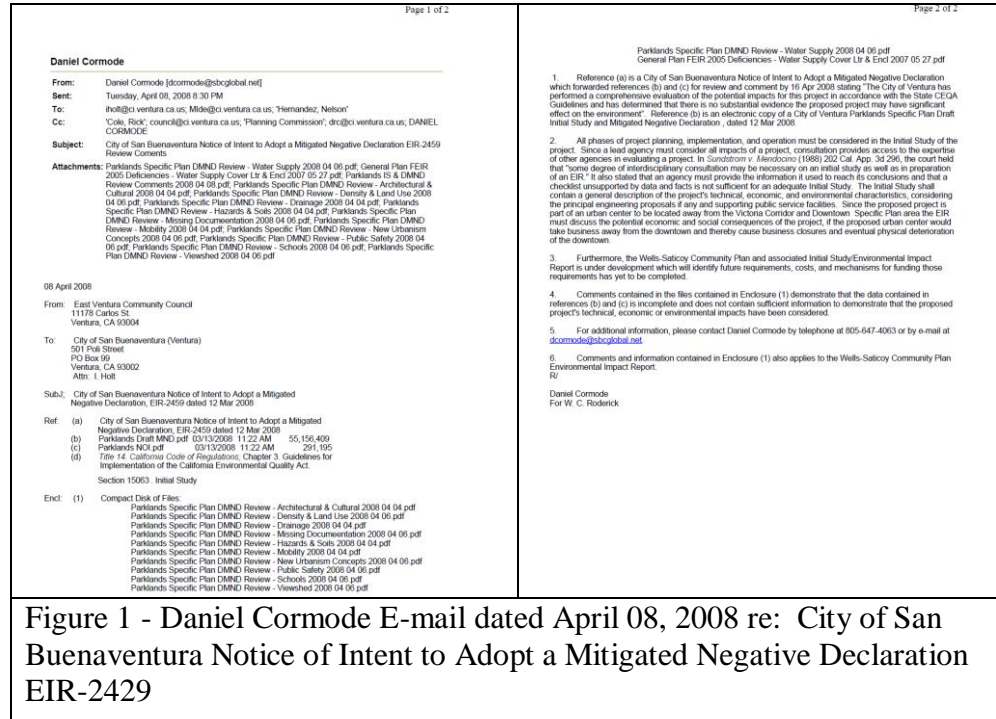 Page 1 of 2
Daniel Cormode
From: Daniel Cormode [dcormode@sbcglobal.net]
Sent: Tuesday, April 08, 2008 8:30 PM
To: iholt@ci.ventura.ca.us; MIde@ci.ventura.ca.us; 'Hernandez, Nelson'
Cc: 'Cole, Rick'; council@ci.ventura.ca.us; 'Planning Commission'; drc@ci.ventura.ca.us; DANIEL
CORMODE
Subject: City of San Buenaventura Notice of Intent to Adopt a Mitigated Negative Declaration EIR-2459
Review Coments
Attachments: Parklands Specific Plan DMND Review - Water Supply 2008 04 06.pdf; General Plan FEIR
2005 Deficiencies - Water Supply Cover Ltr & Encl 2007 05 27.pdf; Parklands IS & DMND
Review Comments 2008 04 08.pdf; Parklands Specific Plan DMND Review - Architectural &
Cultural 2008 04 04.pdf; Parklands Specific Plan DMND Review - Density & Land Use 2008
04 06.pdf; Parklands Specific Plan DMND Review - Drainage 2008 04 04.pdf; Parklands
Specific Plan DMND Review - Hazards & Soils 2008 04 04.pdf; Parklands Specific Plan
DMND Review - Missing Documeentation 2008 04 06.pdf; Parklands Specific Plan DMND
Review - Mobility 2008 04 04.pdf; Parklands Specific Plan DMND Review - New Urbanism
Concepts 2008 04 06.pdf; Parklands Specific Plan DMND Review - Public Safety 2008 04
06.pdf; Parklands Specific Plan DMND Review - Schools 2008 04 06.pdf; Parklands Specific
Plan DMND Review - Viewshed 2008 04 06.pdf
08 April 2008
From: East Ventura Community Council
11178 Carlos St.
Ventura, CA 93004
To: City of San Buenaventura (Ventura)
501 Poli Street
PO Box 99
Ventura, CA 93002
Attn: I. Holt
SubJ; City of San Buenaventura Notice of Intent to Adopt a Mitigated
Negative Declaration, EIR-2459 dated 12 Mar 2008
Ref: (a) City of San Buenaventura Notice of Intent to Adopt a Mitigated
Negative Declaration, EIR-2459 dated 12 Mar 2008
(b) Parklands Draft MND.pdf 03/13/2008 11:22 AM 55,156,409
(c) Parklands NOI.pdf 03/13/2008 11:22 AM 291,195
(d) Title 14. California Code of Regulations, Chapter 3. Guidelines for
Implementation of the California Environmental Quality Act.
Section 15063. Initial Study
Encl: (1) Compact Disk of Files:
Parklands Specific Plan DMND Review - Architectural & Cultural 2008 04 04.pdf
Parklands Specific Plan DMND Review - Density & Land Use 2008 04 06.pdf
Parklands Specific Plan DMND Review - Drainage 2008 04 04.pdf
Parklands Specific Plan DMND Review - Missing Documeentation 2008 04 06.pdf
Parklands Specific Plan DMND Review - Hazards & Soils 2008 04 04.pdf
Parklands Specific Plan DMND Review - Mobility 2008 04 04.pdf
Parklands Specific Plan DMND Review - New Urbanism Concepts 2008 04 06.pdf
Parklands Specific Plan DMND Review - Public Safety 2008 04 06.pdf
Parklands Specific Plan DMND Review - Schools 2008 04 06.pdf
Parklands Specific Plan DMND Review - Viewshed 2008 04 06.pdf
Page 2 of 2
Parklands Specific Plan DMND Review - Water Supply 2008 04 06.pdf
General Plan FEIR 2005 Deficiencies - Water Supply Cover Ltr & Encl 2007 05 27.pdf
1. Reference (a) is a City of San Buenaventura Notice of Intent to Adopt a Mitigated Negative Declaration
which forwarded references (b) and (c) for review and comment by 16 Apr 2008 stating "The City of Ventura has
performed a comprehensive evaluation of the potential impacts for this project in accordance with the State CEQA
Guidelines and has determined that there is no substantial evidence the proposed project may have significant
effect on the environment". Reference (b) is an electronic copy of a City of Ventura Parklands Specific Plan Draft
Initial Study and Mitigated Negative Declaration , dated 12 Mar 2008.
2. All phases of project planning, implementation, and operation must be considered in the Initial Study of the
project. Since a lead agency must consider all impacts of a project, consultation provides access to the expertise
of other agencies in evaluating a project. In Sundstrom v. Mendocino (1988) 202 Cal. App. 3d 296, the court held
that "some degree of interdisciplinary consultation may be necessary on an initial study as well as in preparation
of an EIR." It also stated that an agency must provide the information it used to reach its conclusions and that a
checklist unsupported by data and facts is not sufficient for an adequate Initial Study. The Initial Study shall
contain a general description of the project's technical, economic, and environmental characteristics, considering
the principal engineering proposals if any and supporting public service facilities. Since the proposed project is
part of an urban center to be located away from the Victoria Corridor and Downtown Specific Plan area the EIR
must discuss the potential economic and social consequences of the project, if the proposed urban center would
take business away from the downtown and thereby cause business closures and eventual physical deterioration
of the downtown.
3. Furthermore, the Wells-Saticoy Community Plan and associated Initial Study/Environmental Impact
Report is under development which will identify future requirements, costs, and mechanisms for funding those
requirements has yet to be completed.
4. Comments contained in the files contained in Enclosure (1) demonstrate that the data contained in
references (b) and (c) is incomplete and does not contain sufficient information to demonstrate that the proposed
project's technical, economic or environmental impacts have been considered.
5. For additional information, please contact Daniel Cormode by telephone at 805-647-4063 or by e-mail at
dcormode@sbcglobal.net.
6. Comments and information contained in Enclosure (1) also applies to the Wells-Saticoy Community Plan
Environmental Impact Report.
R/
Daniel Cormode
For W. C. Roderick
Figure 1 - Daniel Cormode E-mail dated April 08, 2008 re: City of San
Buenaventura Notice of Intent to Adopt a Mitigated Negative Declaration
EIR-2429